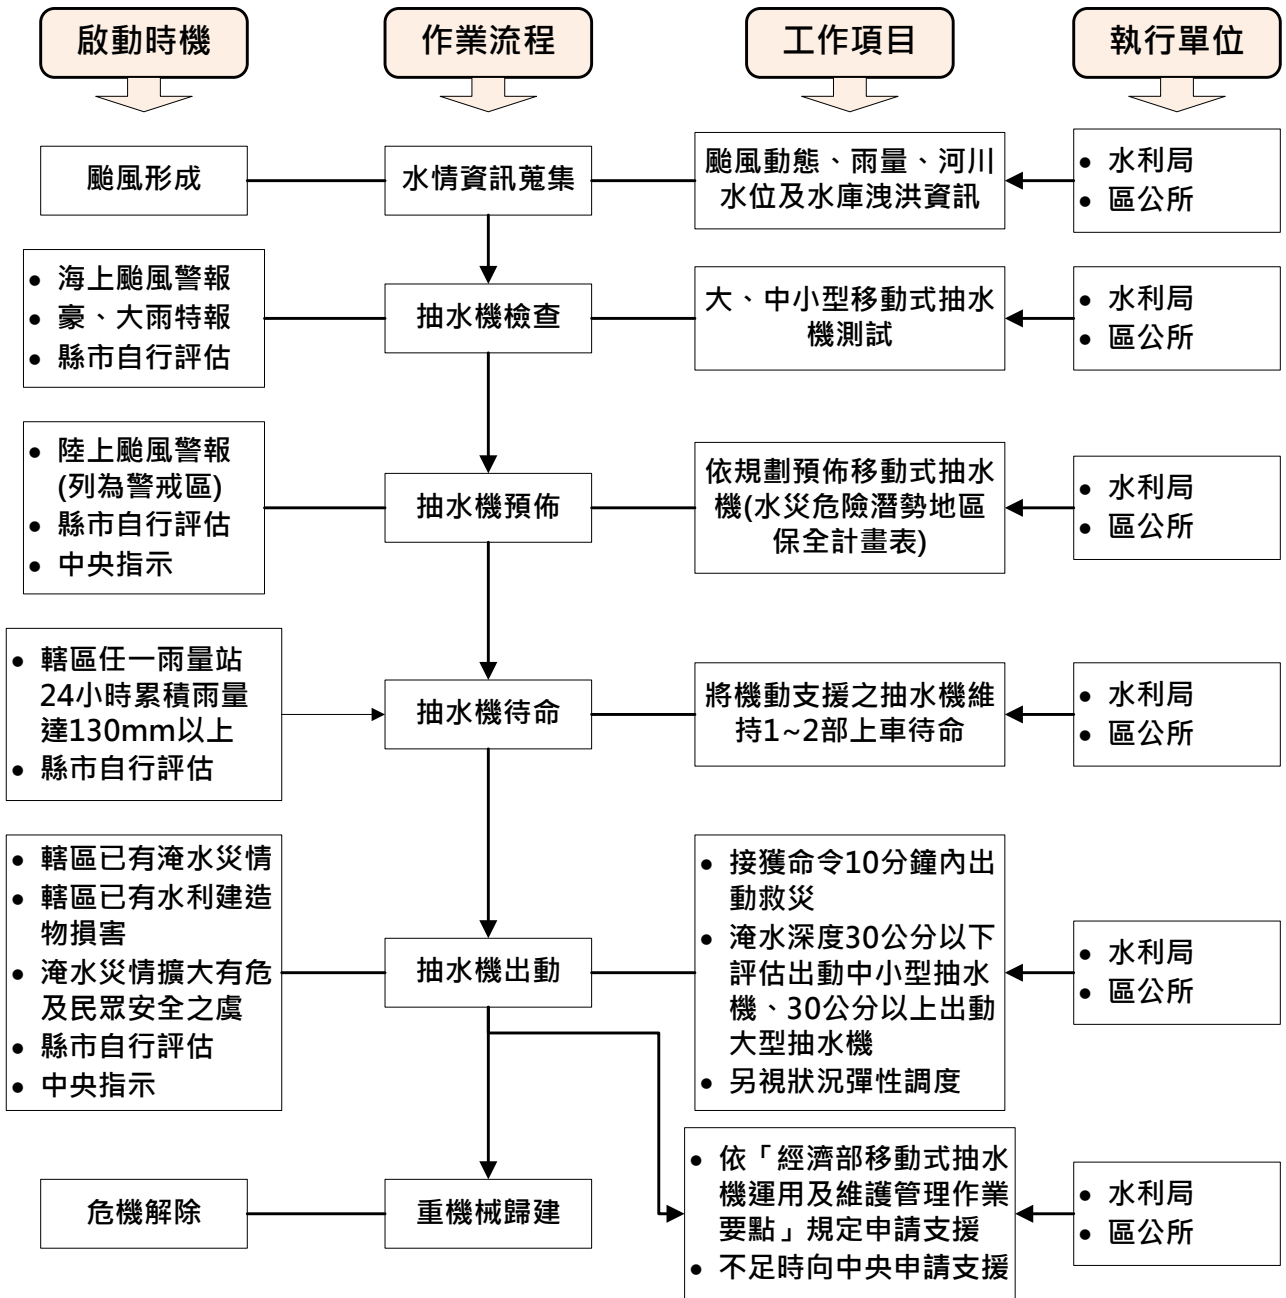 啟動時機
作業流程
工作項目
執行單位
颱風形成
水情資訊蒐集
颱風動態、雨量、河川
水位及水庫洩洪資訊
• 水利局
• 區公所
• 海上颱風警報
• 豪、大雨特報
• 縣市自行評估
抽水機檢查
大、中小型移動式抽水
機測試
• 水利局
• 區公所
• 陸上颱風警報
(列為警戒區)
• 縣市自行評估
• 中央指示
抽水機預佈
依規劃預佈移動式抽水
機(水災危險潛勢地區
保全計畫表)
• 水利局
• 區公所
• 轄區任一雨量站
24小時累積雨量
達130mm以上
• 縣市自行評估
抽水機待命
將機動支援之抽水機維
持1~2部上車待命
• 水利局
• 區公所
• 轄區已有淹水災情
• 轄區已有水利建造
物損害
• 淹水災情擴大有危
及民眾安全之虞
• 縣市自行評估
• 中央指示
抽水機出動
• 接獲命令10分鐘內出
動救災
• 淹水深度30公分以下
評估出動中小型抽水
機、30公分以上出動
大型抽水機
• 另視狀況彈性調度
• 水利局
• 區公所
危機解除
重機械歸建
• 依「經濟部移動式抽水
機運用及維護管理作業
要點」規定申請支援
• 不足時向中央申請支援
• 水利局
• 區公所